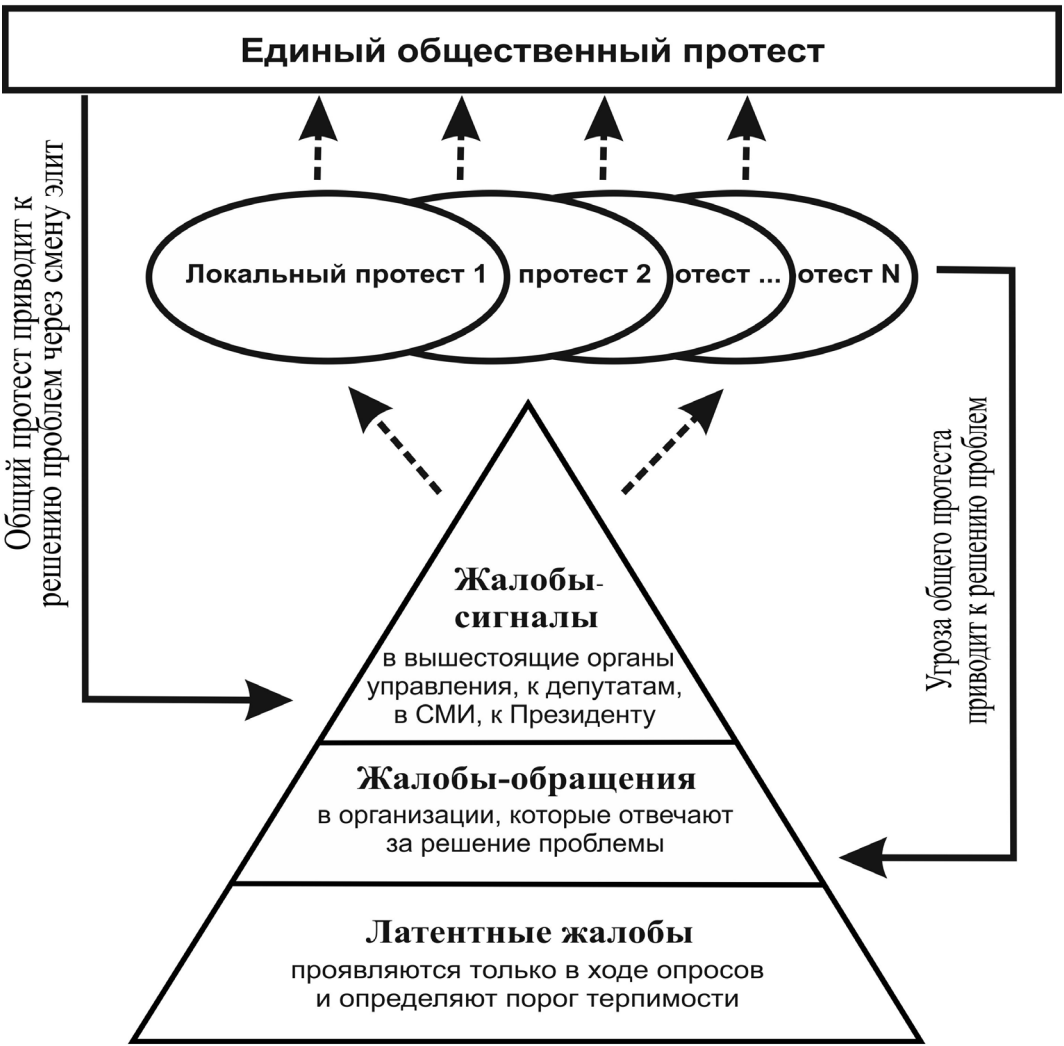 Единый общественный протест
Общий протест приводит к
решению проблем через смену элит
Локальный протест 1
протест 2
отест ...
отест N
Угроза общего протеста
приводит к решению проблем
Жалобы-
сигналы
в вышестоящие органы
управления, к депутатам,
в СМИ, к Президенту
Жалобы-обращения
в организации, которые отвечают
за решение проблемы
Латентные жалобы
проявляются только в ходе опросов
и определяют порог терпимости